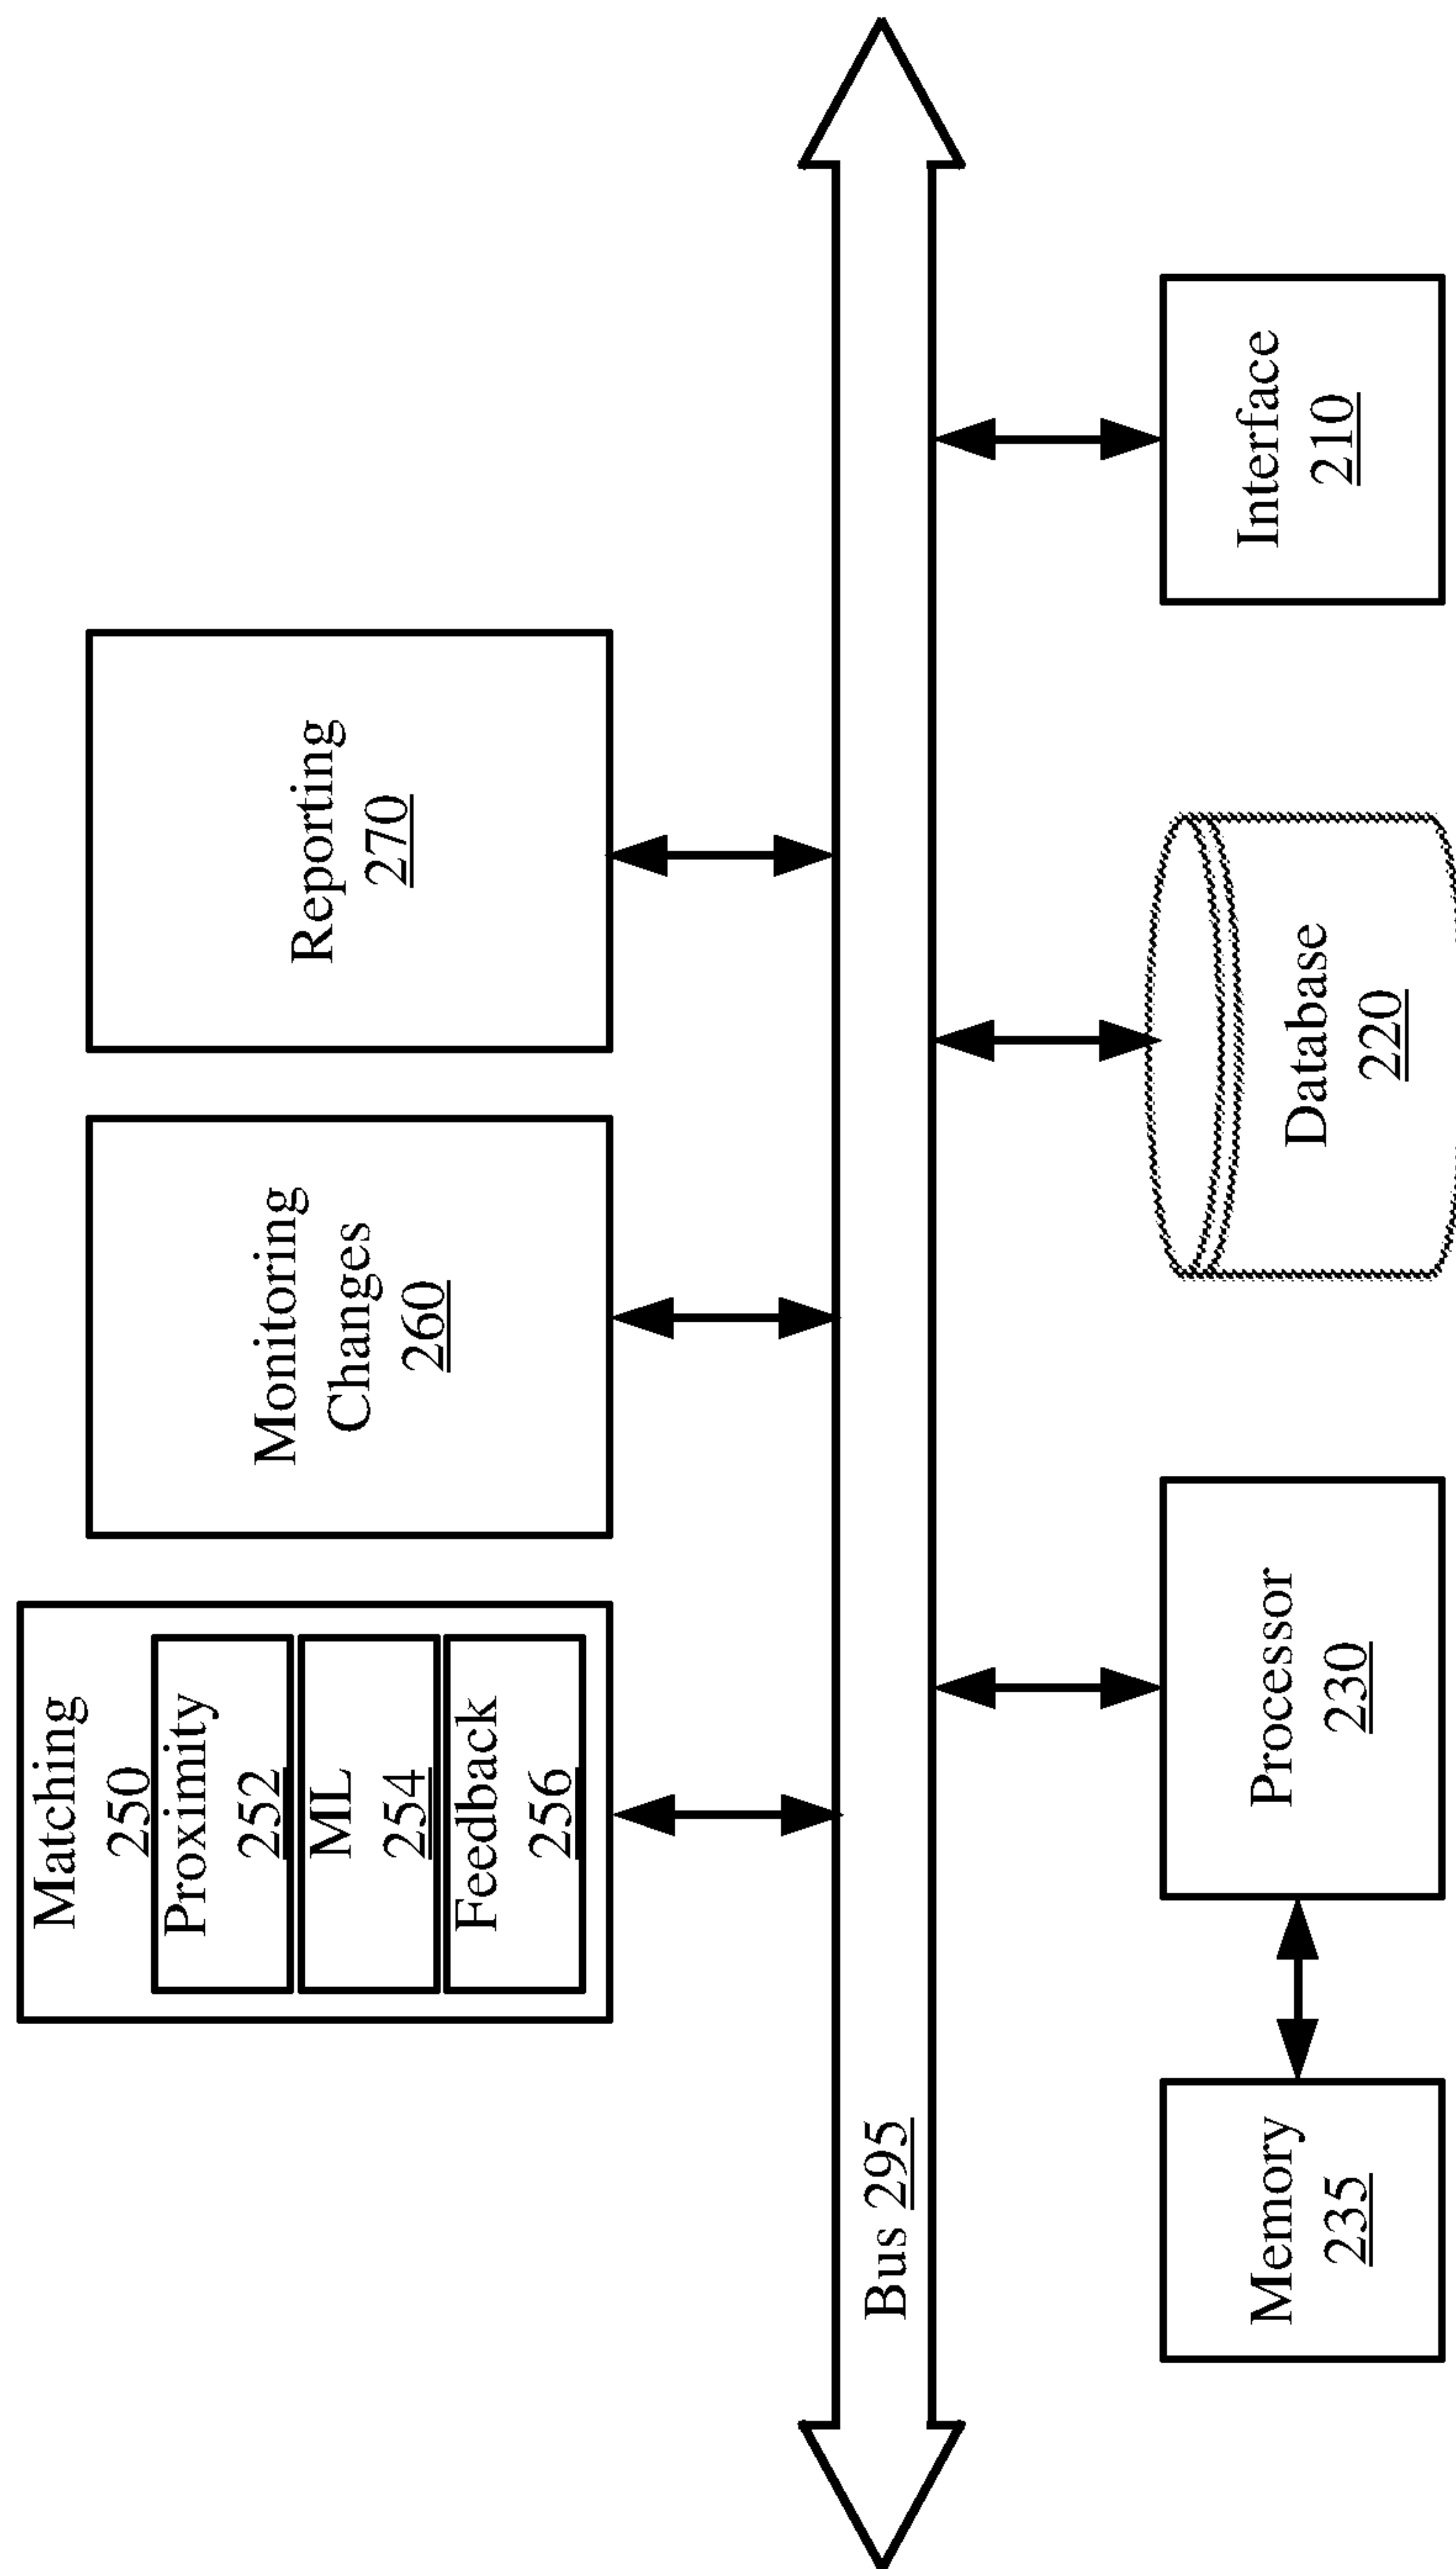 Matching
250
Proximity
252
ML
254
Feedback
256
Monitoring
Changes
260
Reporting
270
Bus 295
Memory
235
Processor
230
Database
220
Interface
210